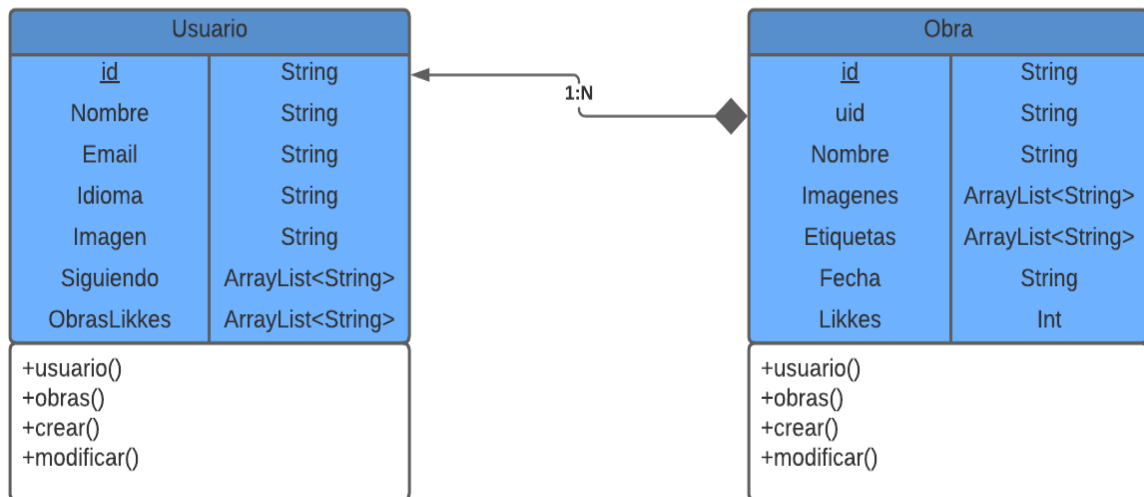 Usuario
id String
Nombre String
Email String
Idioma String
Imagen String
Siguiendo ArrayList<String>
ObrasLikkes ArrayList<String>
+usuario()
+obras()
+crear()
+modificar()
1:N
Obra
id String
uid String
Nombre String
Imagenes ArrayList<String>
Etiquetas ArrayList<String>
Fecha String
Likkes Int
+usuario()
+obras()
+crear()
+modificar()